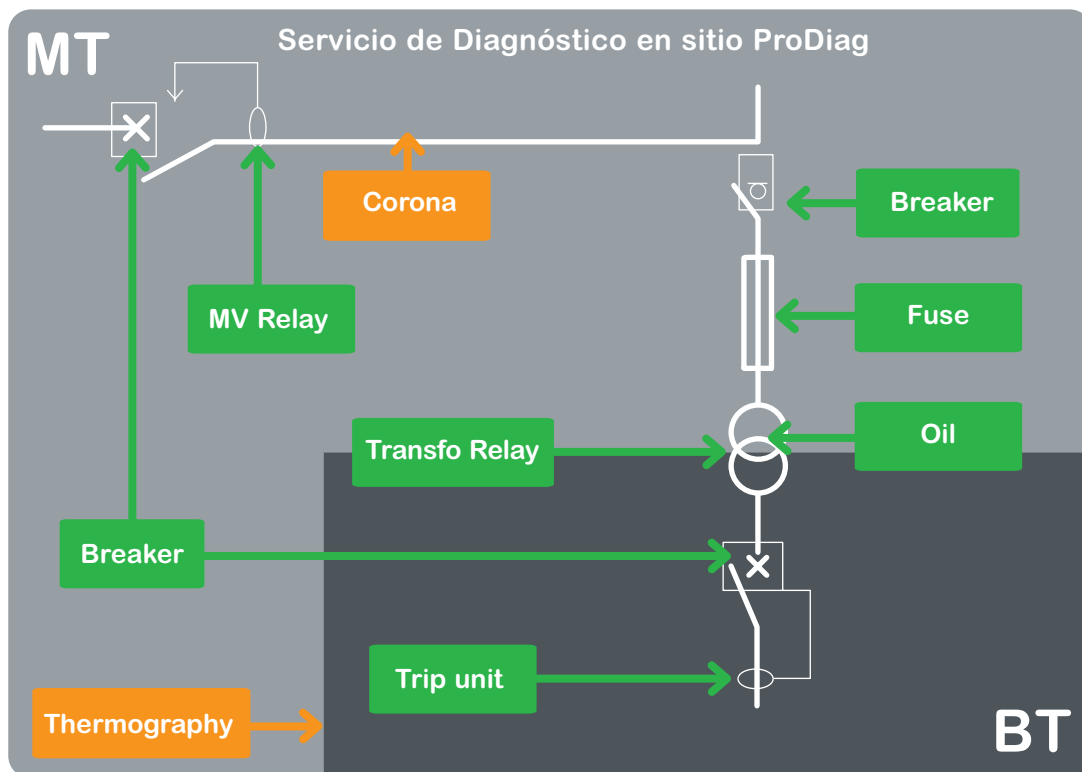 MT
Servicio de Diagnóstico en sitio ProDiag
Corona
Breaker
MV Relay
Fuse
Transfo Relay
Oil
Breaker
Trip unit
Thermography
BT